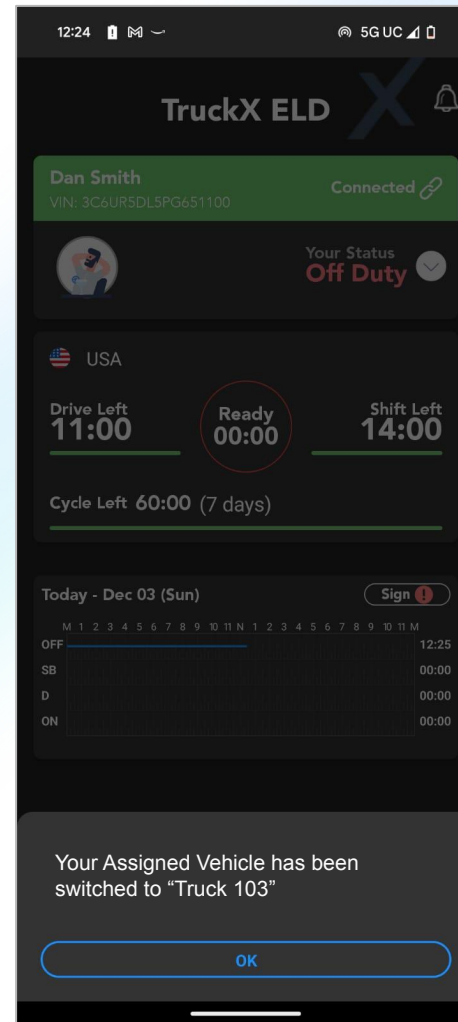 12:24 5G UC
TruckX ELD
Dan Smith
Connected
VIN: 3C6UR5DL5PG651100
Your Status
Off Duty
USA
Drive Left Ready Shift Left
11:00 00:00 14:00
Cycle Left 60:00 (7 days)
Today - Dec 03 (Sun) Sign
M 1 2 3 4 5 6 7 8 9 10 11 N 1 2 3 4 5 6 7 8 9 10 11 M
OFF 12:25
SB 00:00
D 00:00
ON 00:00
Your Assigned Vehicle has been
switched to “Truck 103”
OK